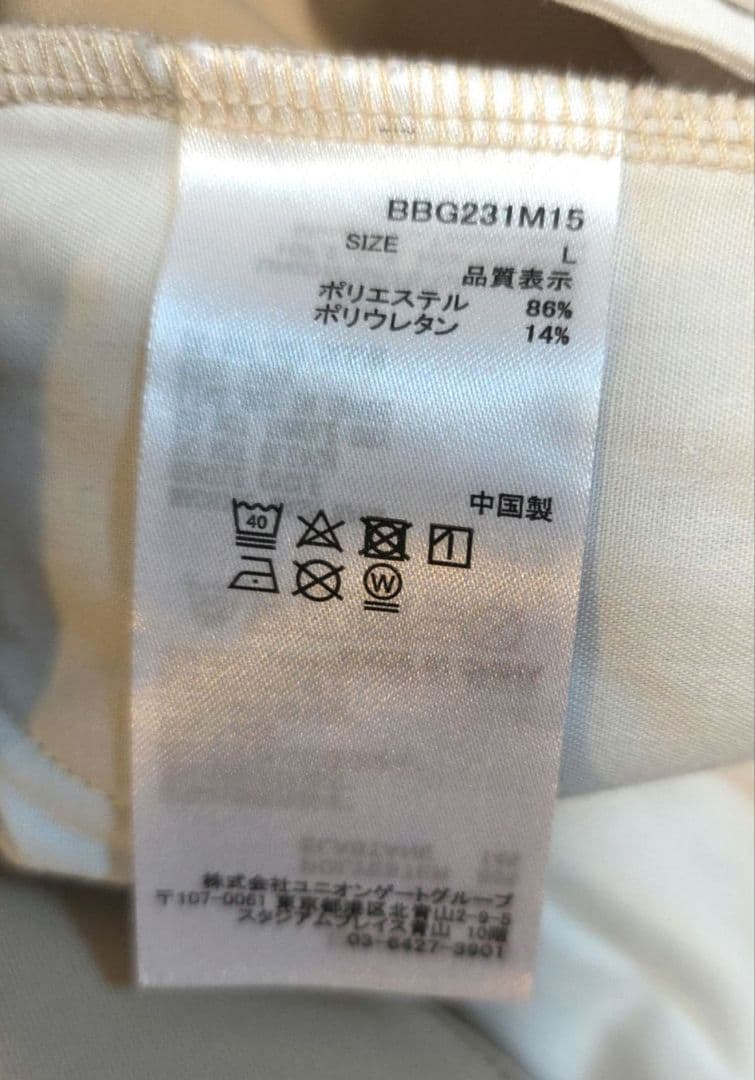 BBG231M15
SIZE L
品質表示
ポリエステル 86%
ポリウレタン 14%
中国製
40
W
株式会社ユニオンゲートグループ
〒107-0061 東京都港区北青山2-9-5
スタジアムプレイス青山 10階
03-6427-3901